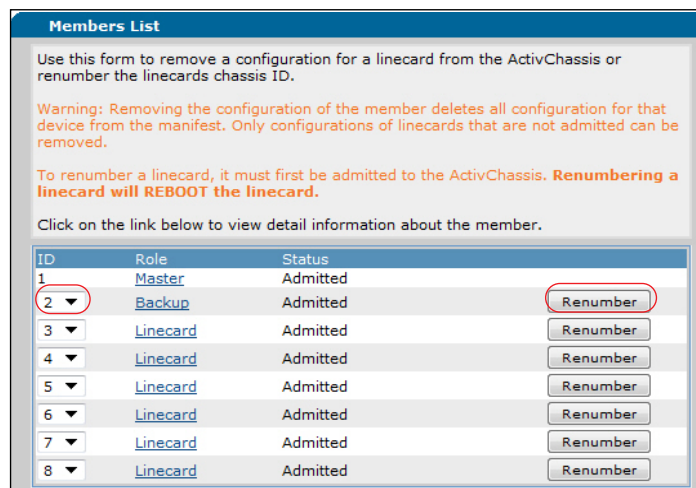 Members List
Use this form to remove a configuration for a linecard from the ActivChassis or
renumber the linecards chassis ID.
Warning: Removing the configuration of the member deletes all configuration for that
device from the manifest. Only configurations of linecards that are not admitted can be
removed.
To renumber a linecard, it must first be admitted to the ActivChassis. Renumbering a
linecard will REBOOT the linecard.
Click on the link below to view detail information about the member.
ID Role Status
1 Master Admitted
2 Backup Admitted Renumber
3 Linecard Admitted Renumber
4 Linecard Admitted Renumber
5 Linecard Admitted Renumber
6 Linecard Admitted Renumber
7 Linecard Admitted Renumber
8 Linecard Admitted Renumber